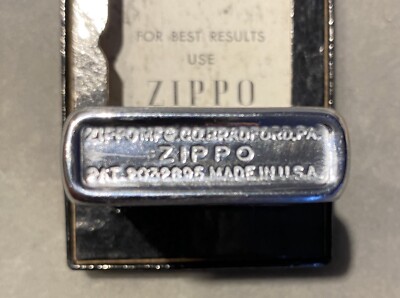 FOR BEST RESULTS
USE
ZIPPO
ZIPPO MFG. CO. BRADFORD, PA.
ZIPPO
PAT. 2032695 MADE IN U.S.A.